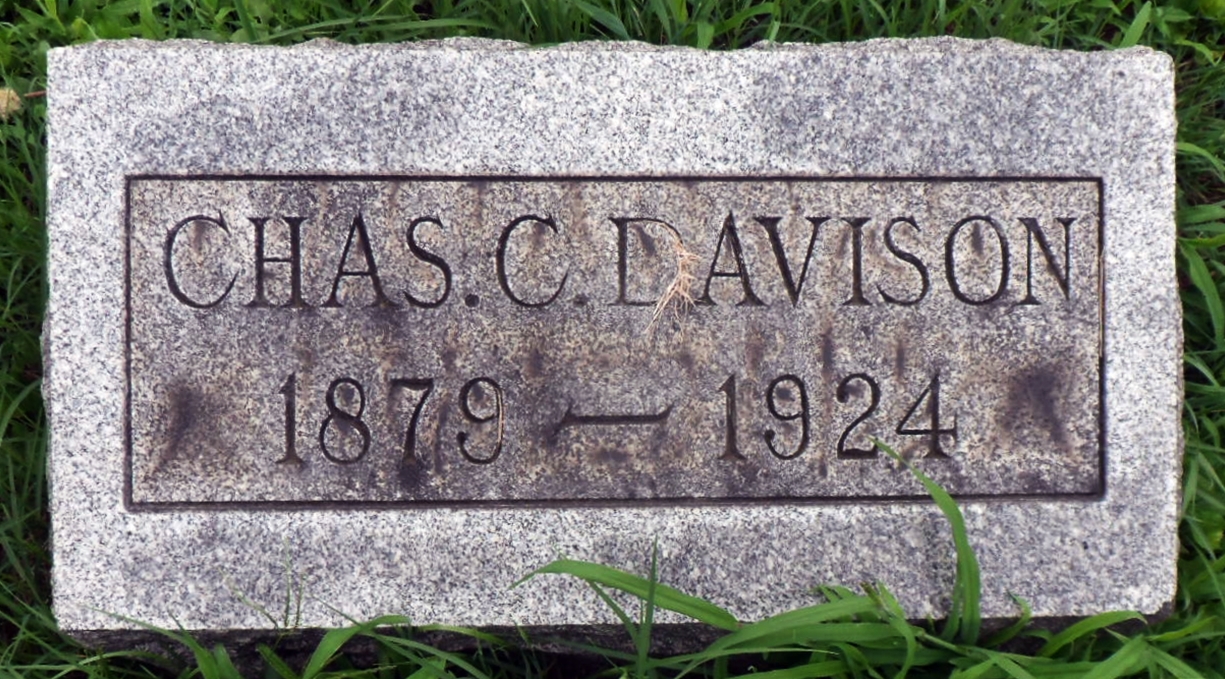 CHAS. C. DAVISON
1879 — 1924